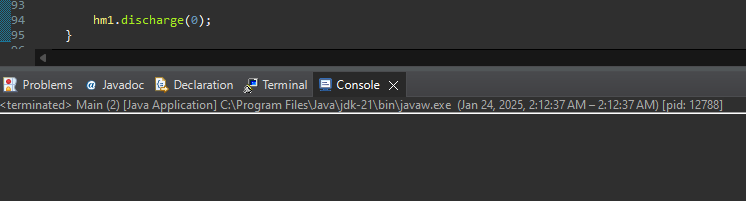 93
94 hm1.discharge(0);
95 }
Problems @ Javadoc Declaration Terminal Console
<terminated> Main (2) [Java Application] C:\Program Files\Java\jdk-21\bin\javaw.exe (Jan 24, 2025, 2:12:37 AM – 2:12:37 AM) [pid: 12788]